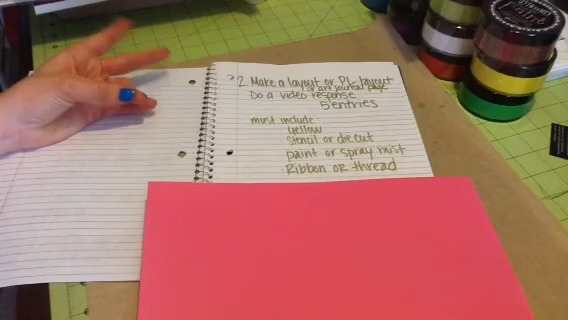 2. Make a layout or PL layout
or art journal page
Do a video response
5 entries
must include:
yellow
stencil or die cut
paint or spray mist
Ribbon OR thread